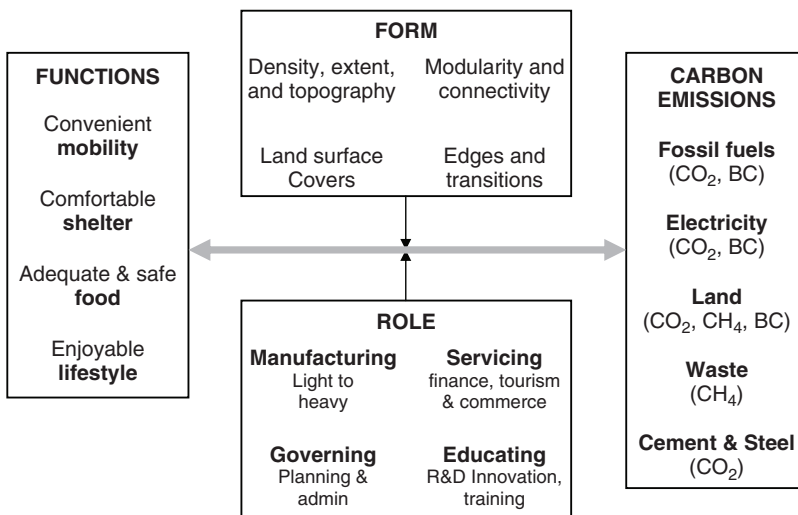 FUNCTIONS
Convenient
mobility
Comfortable
shelter
Adequate & safe
food
Enjoyable
lifestyle
FORM
Density, extent,
and topography
Modularity and
connectivity
Land surface
Covers
Edges and
transitions
ROLE
Manufacturing
Light to
heavy
Servicing
finance, tourism
& commerce
Governing
Planning &
admin
Educating
R&D Innovation,
training
CARBON
EMISSIONS
Fossil fuels
(CO₂, BC)
Electricity
(CO₂, BC)
Land
(CO₂, CH₄, BC)
Waste
(CH₄)
Cement & Steel
(CO₂)